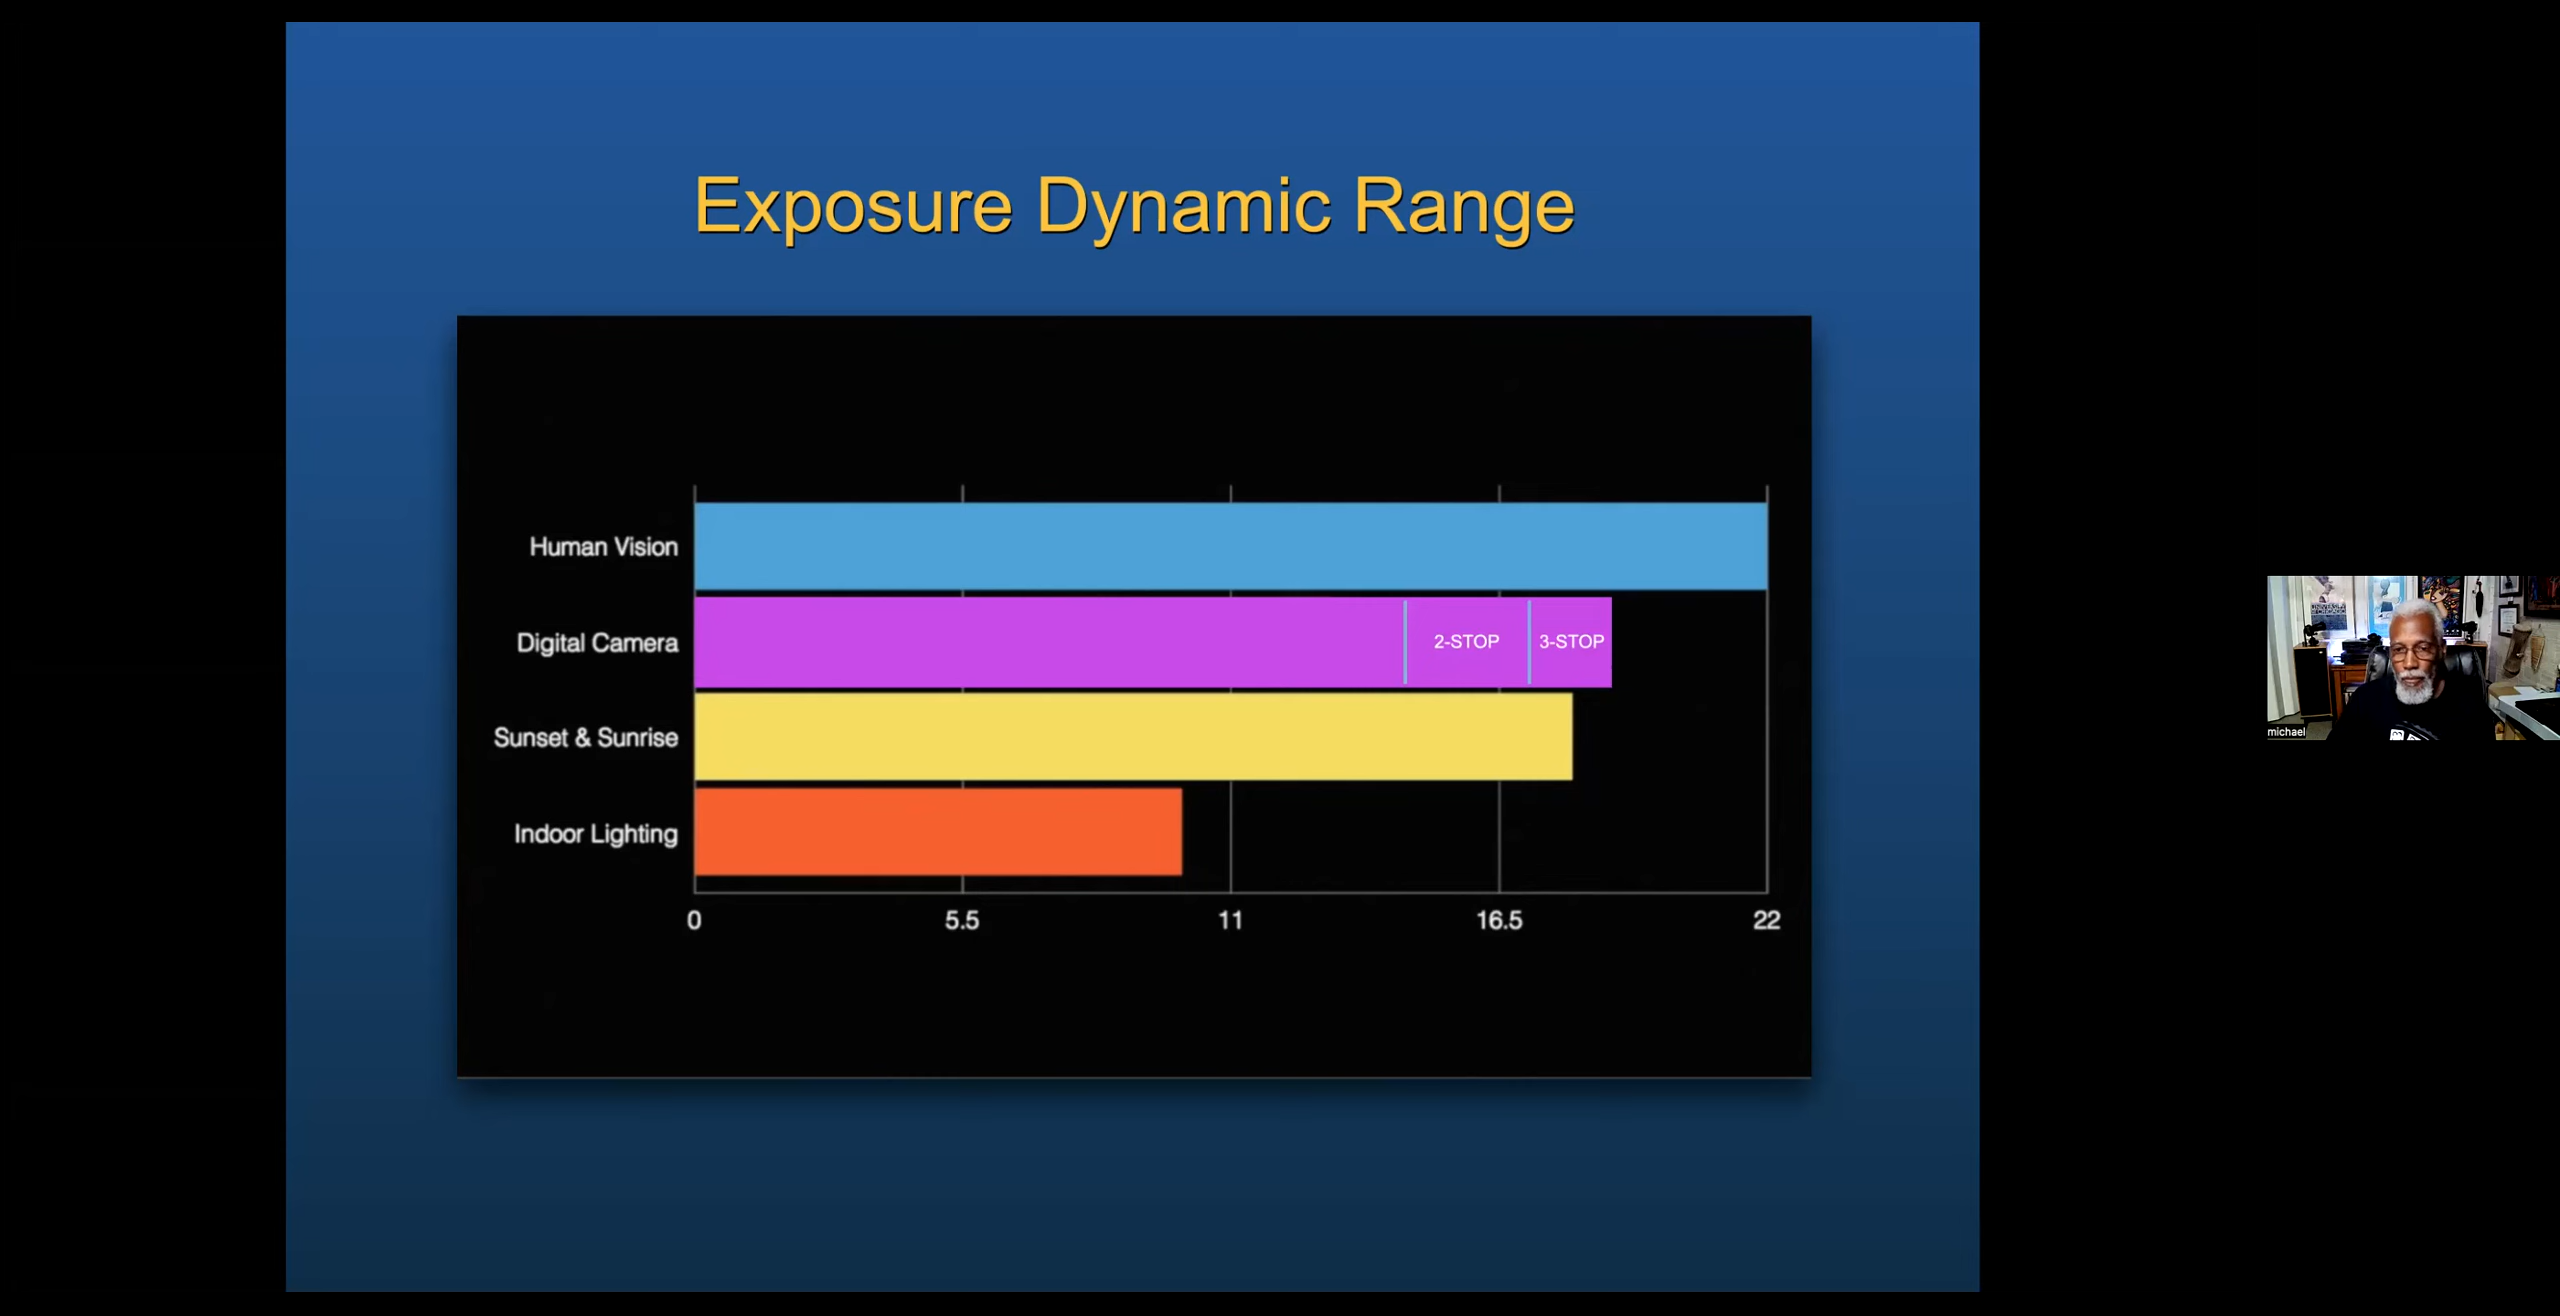 Exposure Dynamic Range
Human Vision
Digital Camera
2-STOP
3-STOP
Sunset & Sunrise
Indoor Lighting
0
5.5
11
16.5
22
michael